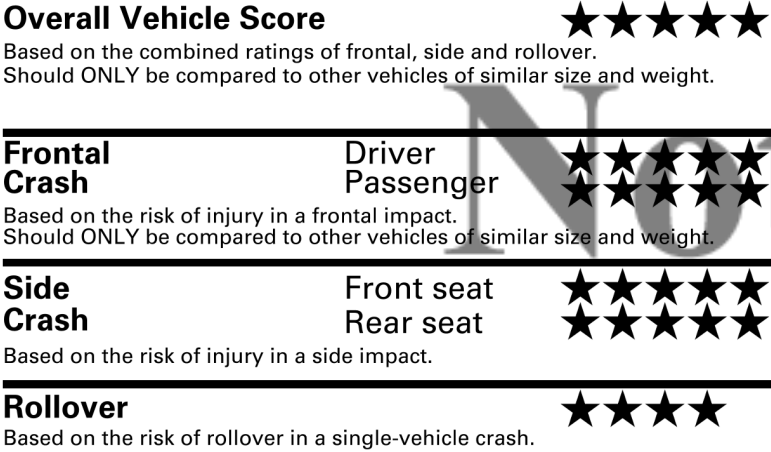 Overall Vehicle Score ★★★★★
Based on the combined ratings of frontal, side and rollover.
Should ONLY be compared to other vehicles of similar size and weight.
Frontal Driver ★★★★★
Crash Passenger ★★★★★
Based on the risk of injury in a frontal impact.
Should ONLY be compared to other vehicles of similar size and weight.
Side Front seat ★★★★★
Crash Rear seat ★★★★★
Based on the risk of injury in a side impact.
Rollover ★★★★
Based on the risk of rollover in a single-vehicle crash.